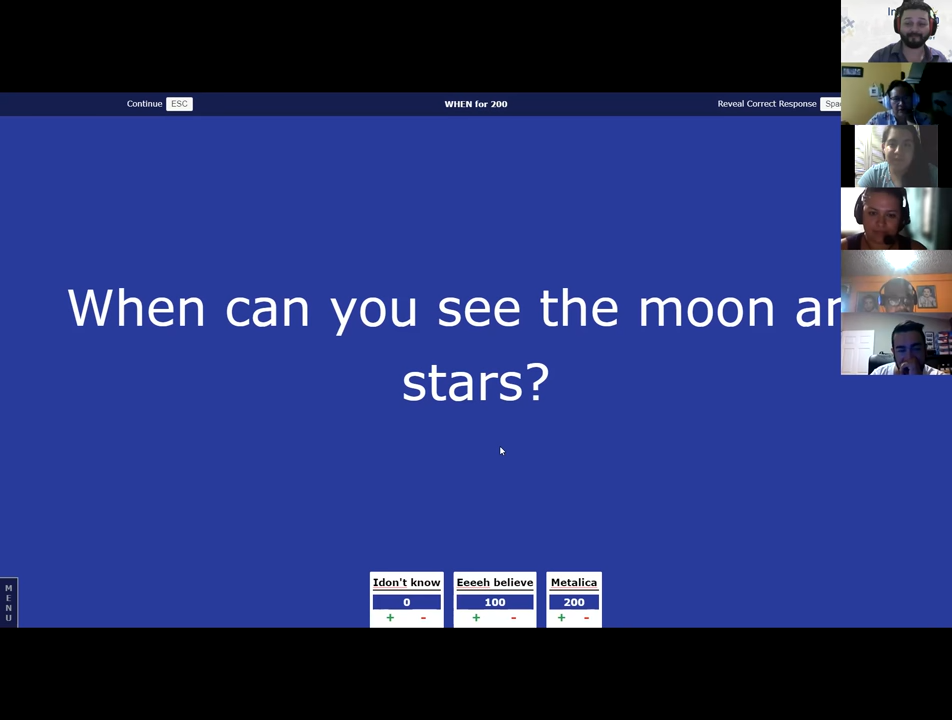 Continue ESC WHEN for 200 Reveal Correct Response
When can you see the moon
stars?
Idon't know Eeeeh believe Metalica
0 100 200
+ - + - + -
MENU